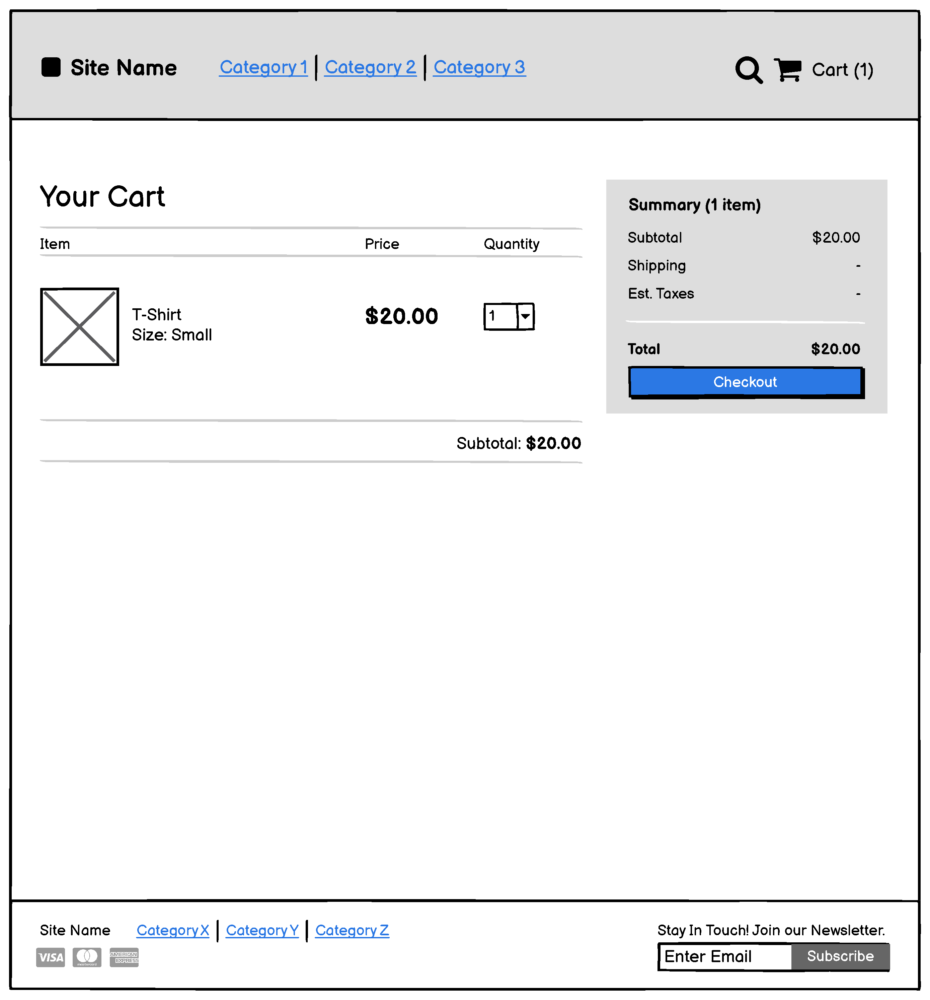 Site Name
Category 1 | Category 2 | Category 3
Cart (1)
Your Cart
Item Price Quantity
T-Shirt
Size: Small
$20.00
1
Subtotal: $20.00
Summary (1 item)
Subtotal $20.00
Shipping -
Est. Taxes -
Total $20.00
Checkout
Site Name
Category X | Category Y | Category Z
VISA
mastercard
AMERICAN
EXPRESS
Stay In Touch! Join our Newsletter.
Enter Email
Subscribe